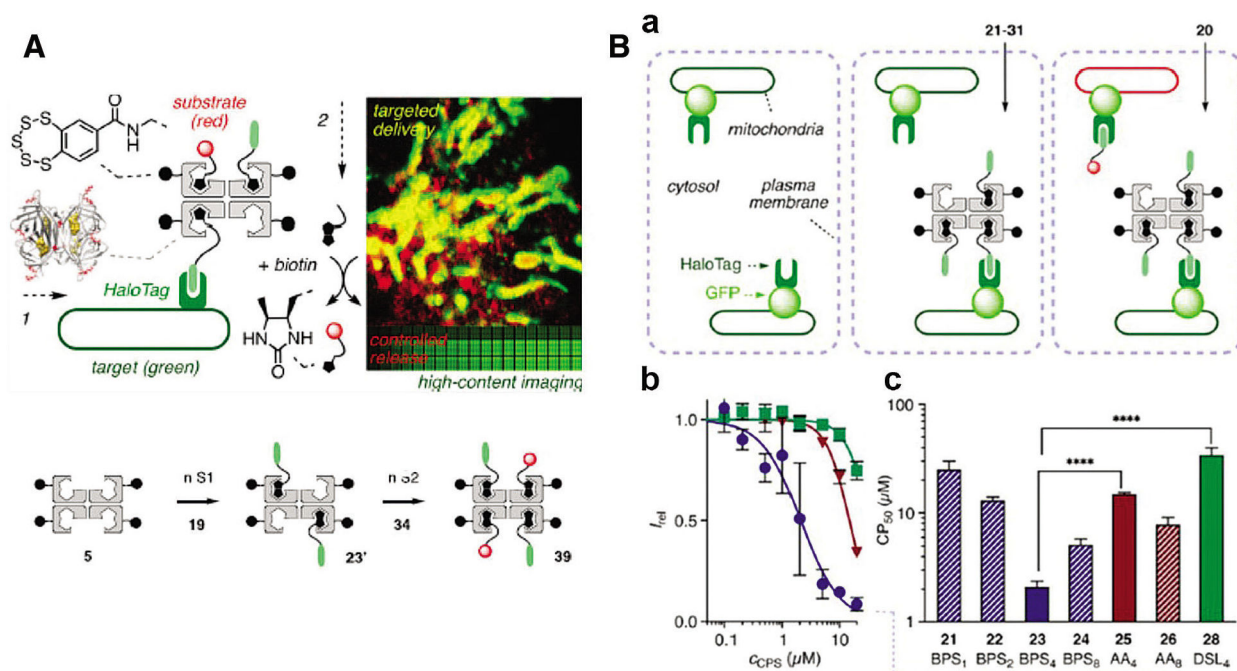 A
substrate
(red)
2
targeted
delivery
O
N
H
S
S
S
S
S
HaloTag
1
+ biotin
target (green)
HN
NH
O
controlled
release
high-content imaging
n S1
n S2
19
34
5
23'
39
B
a
21-31
20
mitochondria
cytosol
plasma
membrane
HaloTag
GFP
b
1.0
0.5
0.0
I rel
0.1
1
10
cCPS (µM)
c
100
10
1
CP50 (µM)
****
****
21
22
23
24
25
26
28
BPS1
BPS2
BPS4
BPS8
AA4
AA8
DSL4